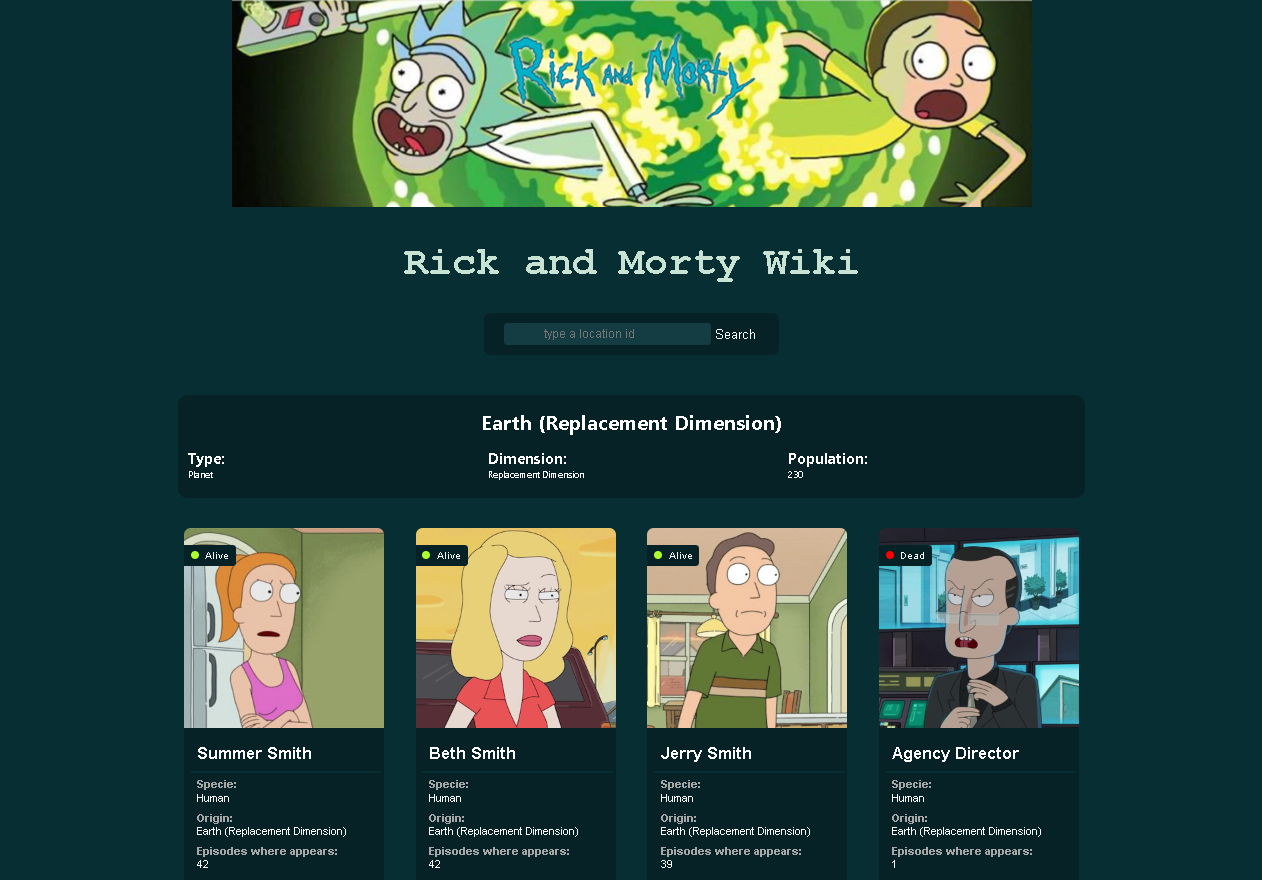 Rick and Morty
Rick and Morty Wiki
type a location id Search
Earth (Replacement Dimension)
Type: Dimension: Population:
Planet Replacement Dimension 230
Alive Alive Alive Dead
Summer Smith Beth Smith Jerry Smith Agency Director
Specie: Specie: Specie: Specie:
Human Human Human Human
Origin: Origin: Origin: Origin:
Earth (Replacement Dimension) Earth (Replacement Dimension) Earth (Replacement Dimension) Earth (Replacement Dimension)
Episodes where appears: Episodes where appears: Episodes where appears: Episodes where appears:
42 42 39 1